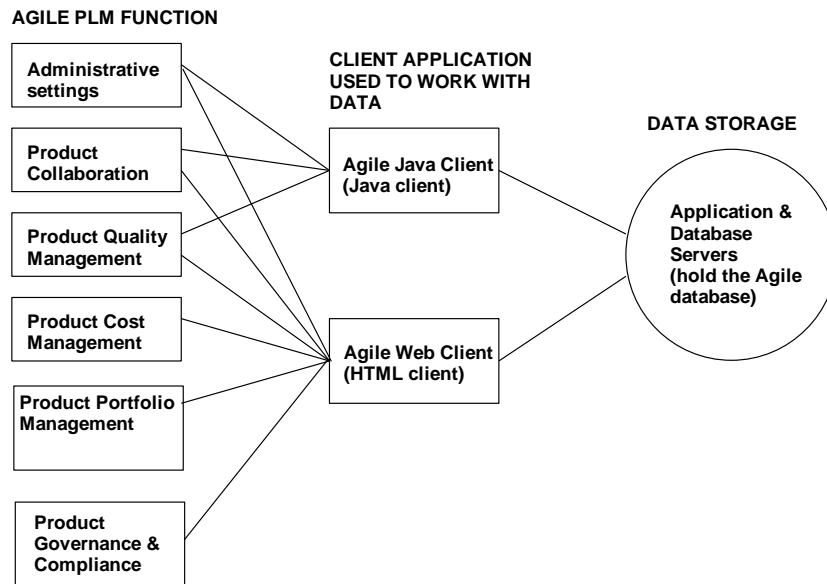 AGILE PLM FUNCTION
Administrative
settings
Product
Collaboration
Product Quality
Management
Product Cost
Management
Product Portfolio
Management
Product
Governance &
Compliance
CLIENT APPLICATION
USED TO WORK WITH
DATA
Agile Java Client
(Java client)
Agile Web Client
(HTML client)
DATA STORAGE
Application &
Database
Servers
(hold the Agile
database)